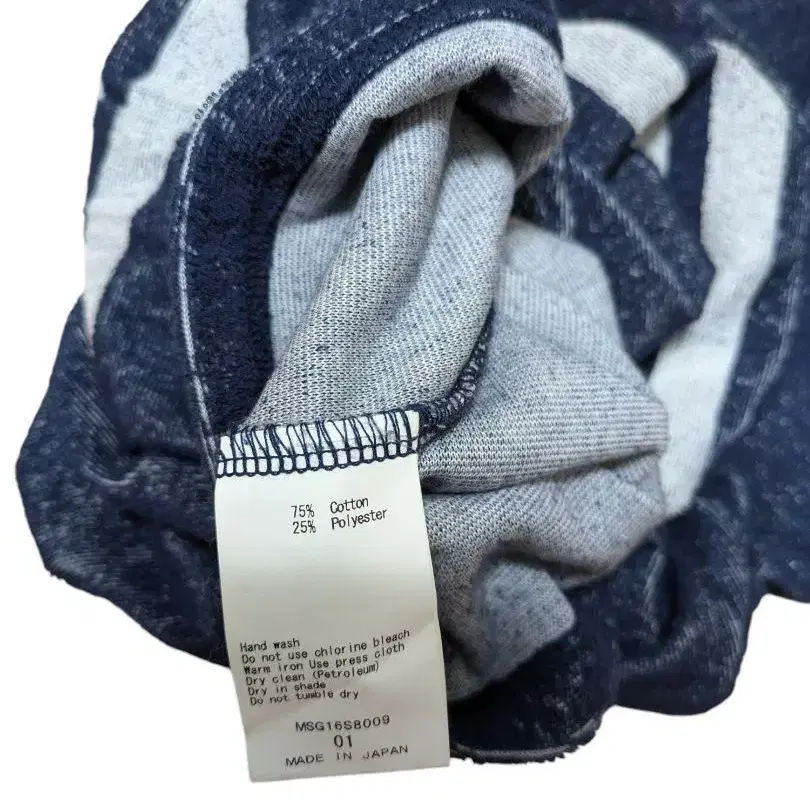 75% Cotton
25% Polyester
Hand wash
Do not use chlorine bleach
Warm iron Use press cloth
Dry clean (Petroleum)
Dry in shade
Do not tumble dry
MSG16S8009
01
MADE IN JAPAN